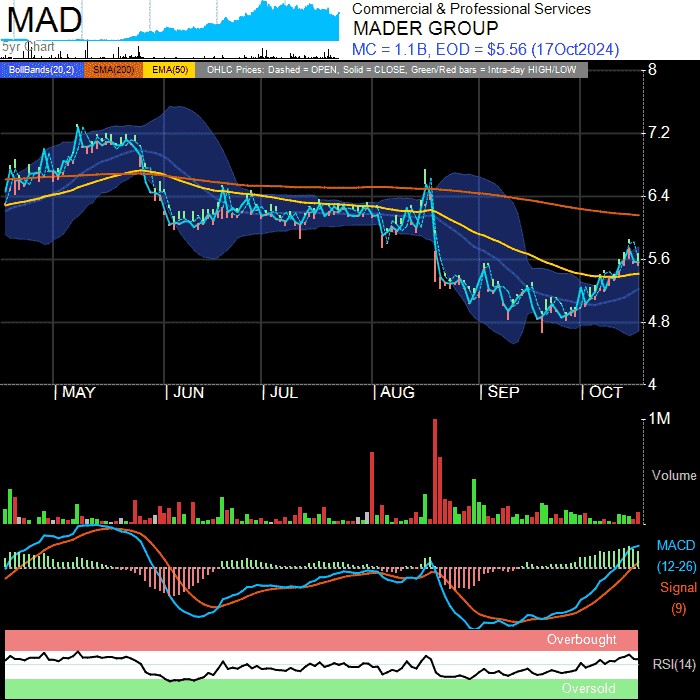 MAD
Commercial & Professional Services
MADER GROUP
MC = 1.1B, EOD = $5.56 (17Oct2024)
5yr Chart
BollBands(20,2) SMA(200) EMA(50) OHLC Prices: Dashed = OPEN, Solid = CLOSE, Green/Red bars = Intra-day HIGH/LOW
8
7.2
6.4
5.6
4.8
4
| MAY | JUN | JUL | AUG | SEP | OCT
1M
Volume
MACD
(12-26)
Signal
(9)
Overbought
RSI(14)
Oversold